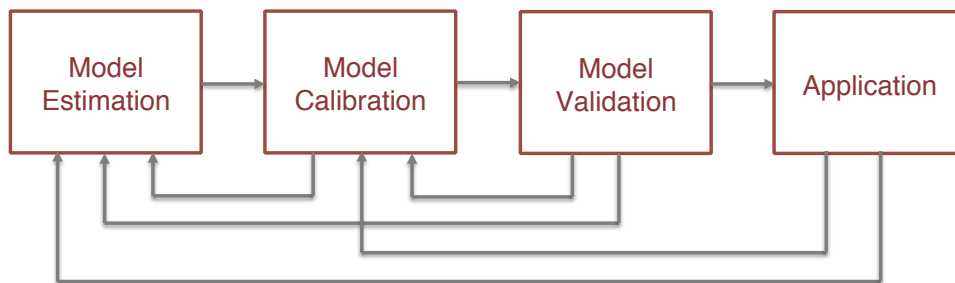 Model
Estimation
Model
Calibration
Model
Validation
Application